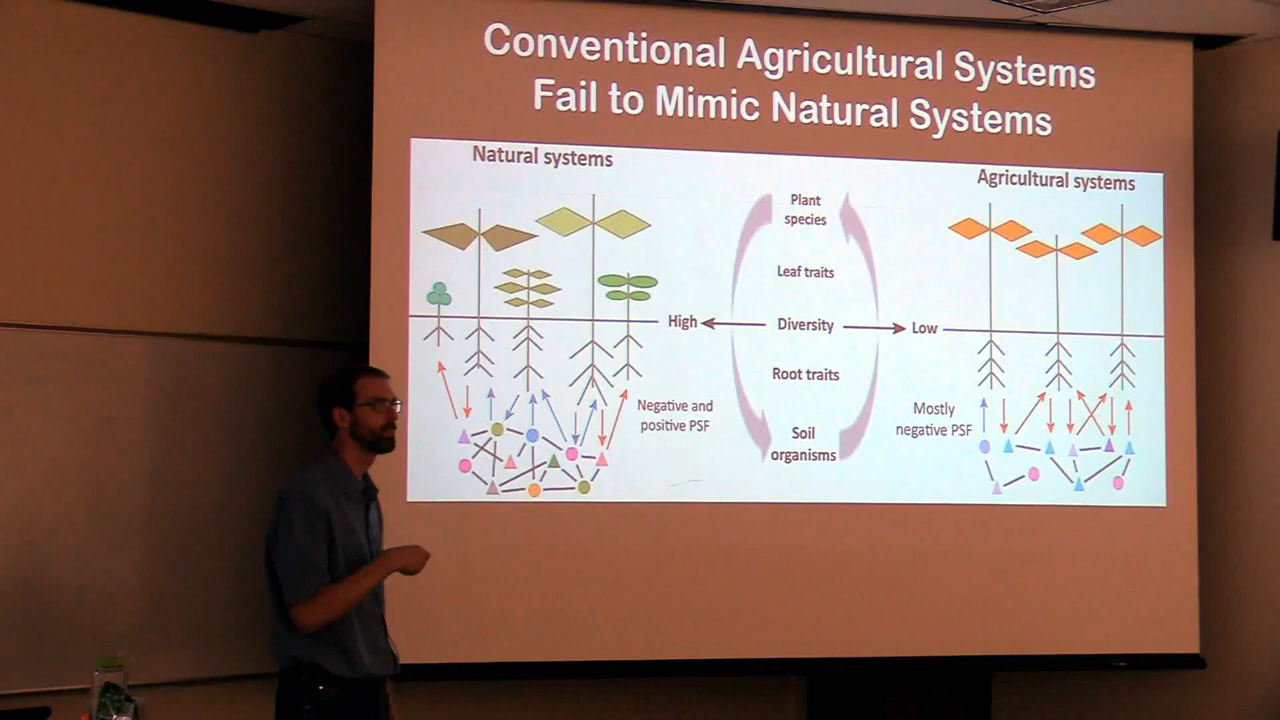 Conventional Agricultural Systems
Fail to Mimic Natural Systems
Natural systems
Agricultural systems
Plant
species
Leaf traits
High
Diversity
Low
Root traits
Negative and
positive PSF
Mostly
negative PSF
Soil
organisms